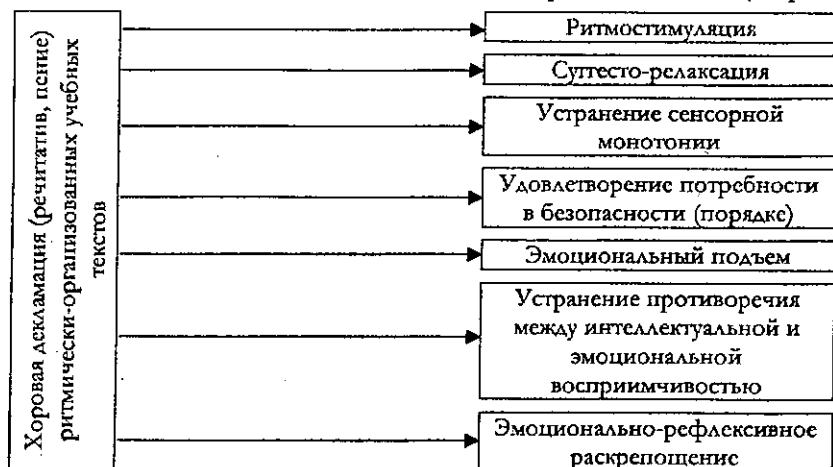 Хоровая декламация (речитатив, пение)
ритмически-организованных учебных
текстов
Ритмостимуляция
Суггесто-релаксация
Устранение сенсорной
монотонии
Удовлетворение потребности
в безопасности (порядке)
Эмоциональный подъем
Устранение противоречия
между интеллектуальной и
эмоциональной
восприимчивостью
Эмоционально-рефлексивное
раскрепощение